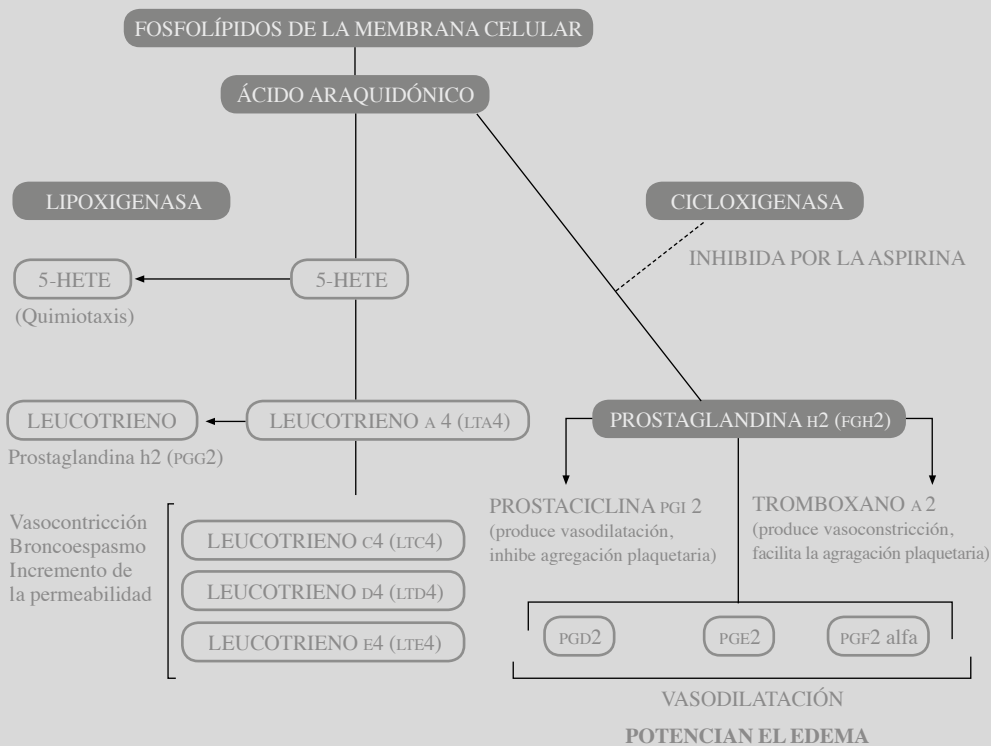 FOSFOLÍPIDOS DE LA MEMBRANA CELULAR
ÁCIDO ARAQUIDÓNICO
LIPOXIGENASA
CICLOXIGENASA
INHIBIDA POR LA ASPIRINA
5-HETE
5-HETE
(Quimiotaxis)
LEUCOTRIENO
LEUCOTRIENO A 4 (LTA4)
PROSTAGLANDINA H2 (FGH2)
Prostaglandina h2 (PGG2)
PROSTACICLINA PGI 2
(produce vasodilatación,
inhibe agregación plaquetaria)
TROMBOXANO A 2
(produce vasoconstricción,
facilita la agragación plaquetaria)
Vasocontricción
Broncoespasmo
Incremento de
la permeabilidad
LEUCOTRIENO C4 (LTC4)
LEUCOTRIENO D4 (LTD4)
LEUCOTRIENO E4 (LTE4)
PGD2
PGE2
PGF2 alfa
VASODILATACIÓN
POTENCIAN EL EDEMA